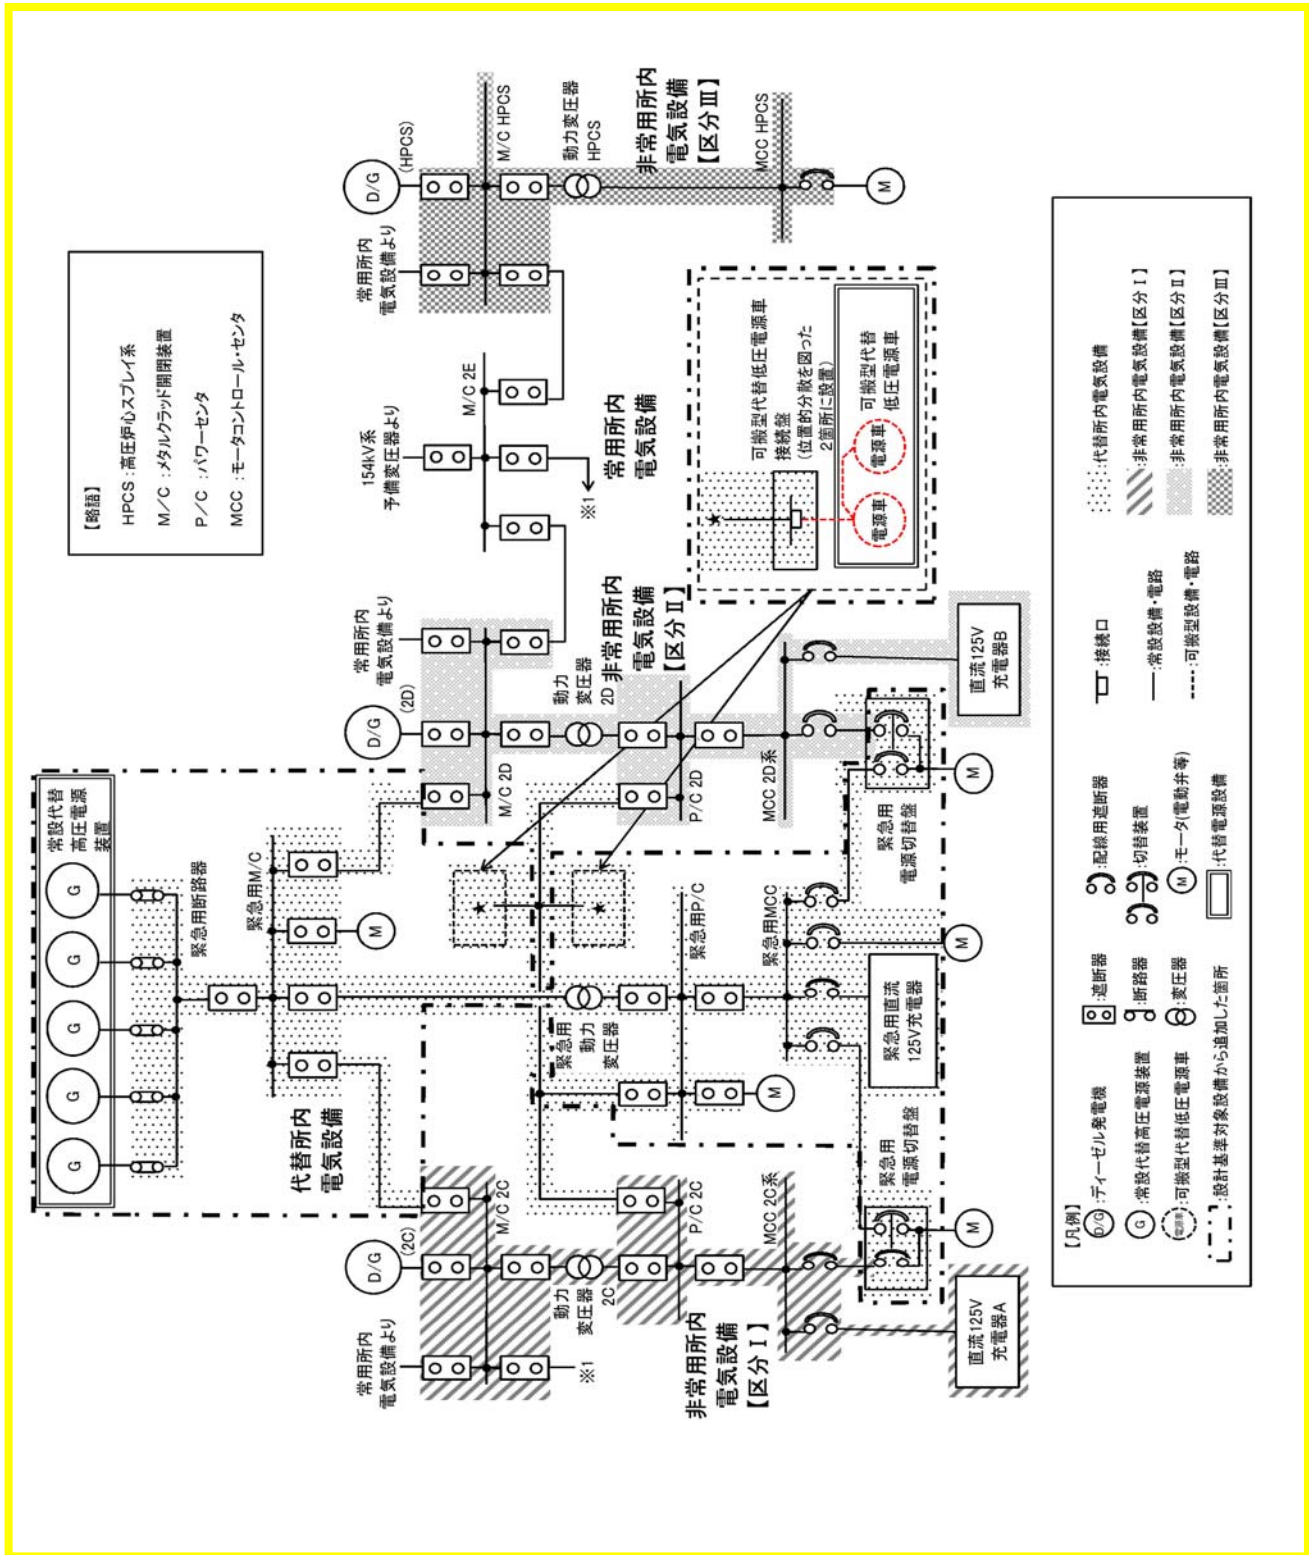 【略語】
HPCS：高圧炉心スプレイ系
M／C ：メタルクラッド開閉装置
P／C ：パワーセンタ
MCC ：モータコントロール・センタ
常設代替
高圧電源
装置
G
G
G
G
G
緊急用断路器
緊急用M/C
M
代替所内
電気設備
常用所内
電気設備より
D/G
(2C)
M/C 2C
※1
動力
変圧器
2C
P/C 2C
非常用所内
電気設備
【区分Ⅰ】
MCC 2C系
直流125V
充電器A
緊急用
電源切替盤
M
緊急用
動力
変圧器
緊急用P/C
M
緊急用MCC
緊急用直流
125V充電器
M
★
★
D/G
(2D)
常用所内
電気設備より
M/C 2D
動力
変圧器
2D
P/C 2D
非常用所内
電気設備
【区分Ⅱ】
MCC 2D系
緊急用
電源切替盤
M
直流125V
充電器B
154kV系
予備変圧器より
M/C 2E
※1
常用所内
電気設備
常用所内
電気設備より
D/G
(HPCS)
M/C HPCS
動力変圧器
HPCS
非常用所内
電気設備
【区分Ⅲ】
MCC HPCS
M
★
可搬型代替低圧電源車
接続盤
(位置的分散を図った
2箇所に設置)
電源車
電源車
可搬型代替
低圧電源車
【凡例】
D/G
:ディーゼル発電機
G
:常設代替高圧電源装置
電源車
:可搬型代替低圧電源車
:設計基準対象設備から追加した箇所
:遮断器
:断路器
:変圧器
:配線用遮断器
:切替装置
M
:モータ(電動弁等)
:代替電源設備
:接続口
:常設設備・電路
:可搬型設備・電路
:代替所内電気設備
:非常用所内電気設備【区分Ⅰ】
:非常用所内電気設備【区分Ⅱ】
:非常用所内電気設備【区分Ⅲ】